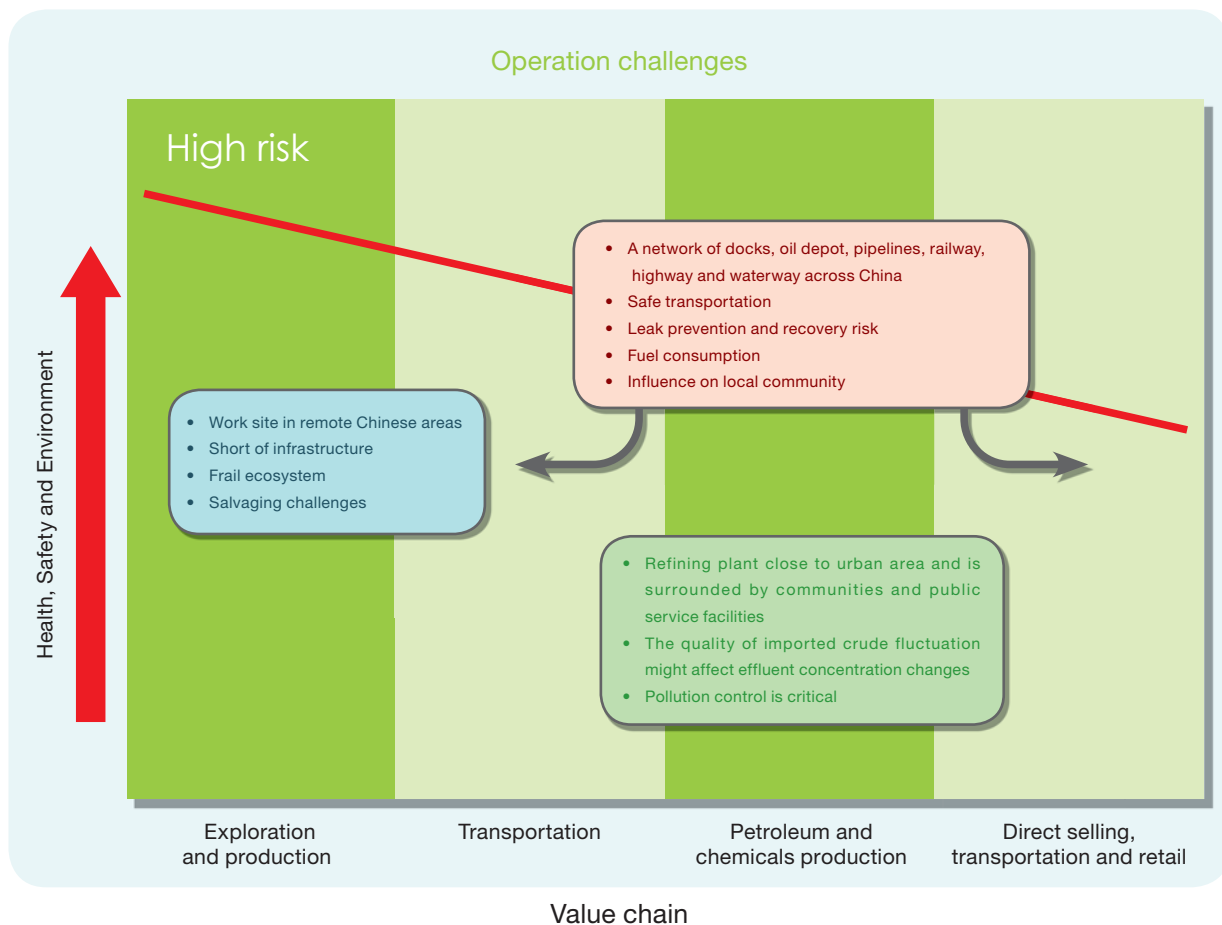 Operation challenges
High risk
• A network of docks, oil depot, pipelines, railway,
highway and waterway across China
• Safe transportation
• Leak prevention and recovery risk
• Fuel consumption
• Influence on local community
• Work site in remote Chinese areas
• Short of infrastructure
• Frail ecosystem
• Salvaging challenges
• Refining plant close to urban area and is
surrounded by communities and public
service facilities
• The quality of imported crude fluctuation
might affect effluent concentration changes
• Pollution control is critical
Health, Safety and Environment
Exploration
and production
Transportation
Petroleum and
chemicals production
Direct selling,
transportation and retail
Value chain